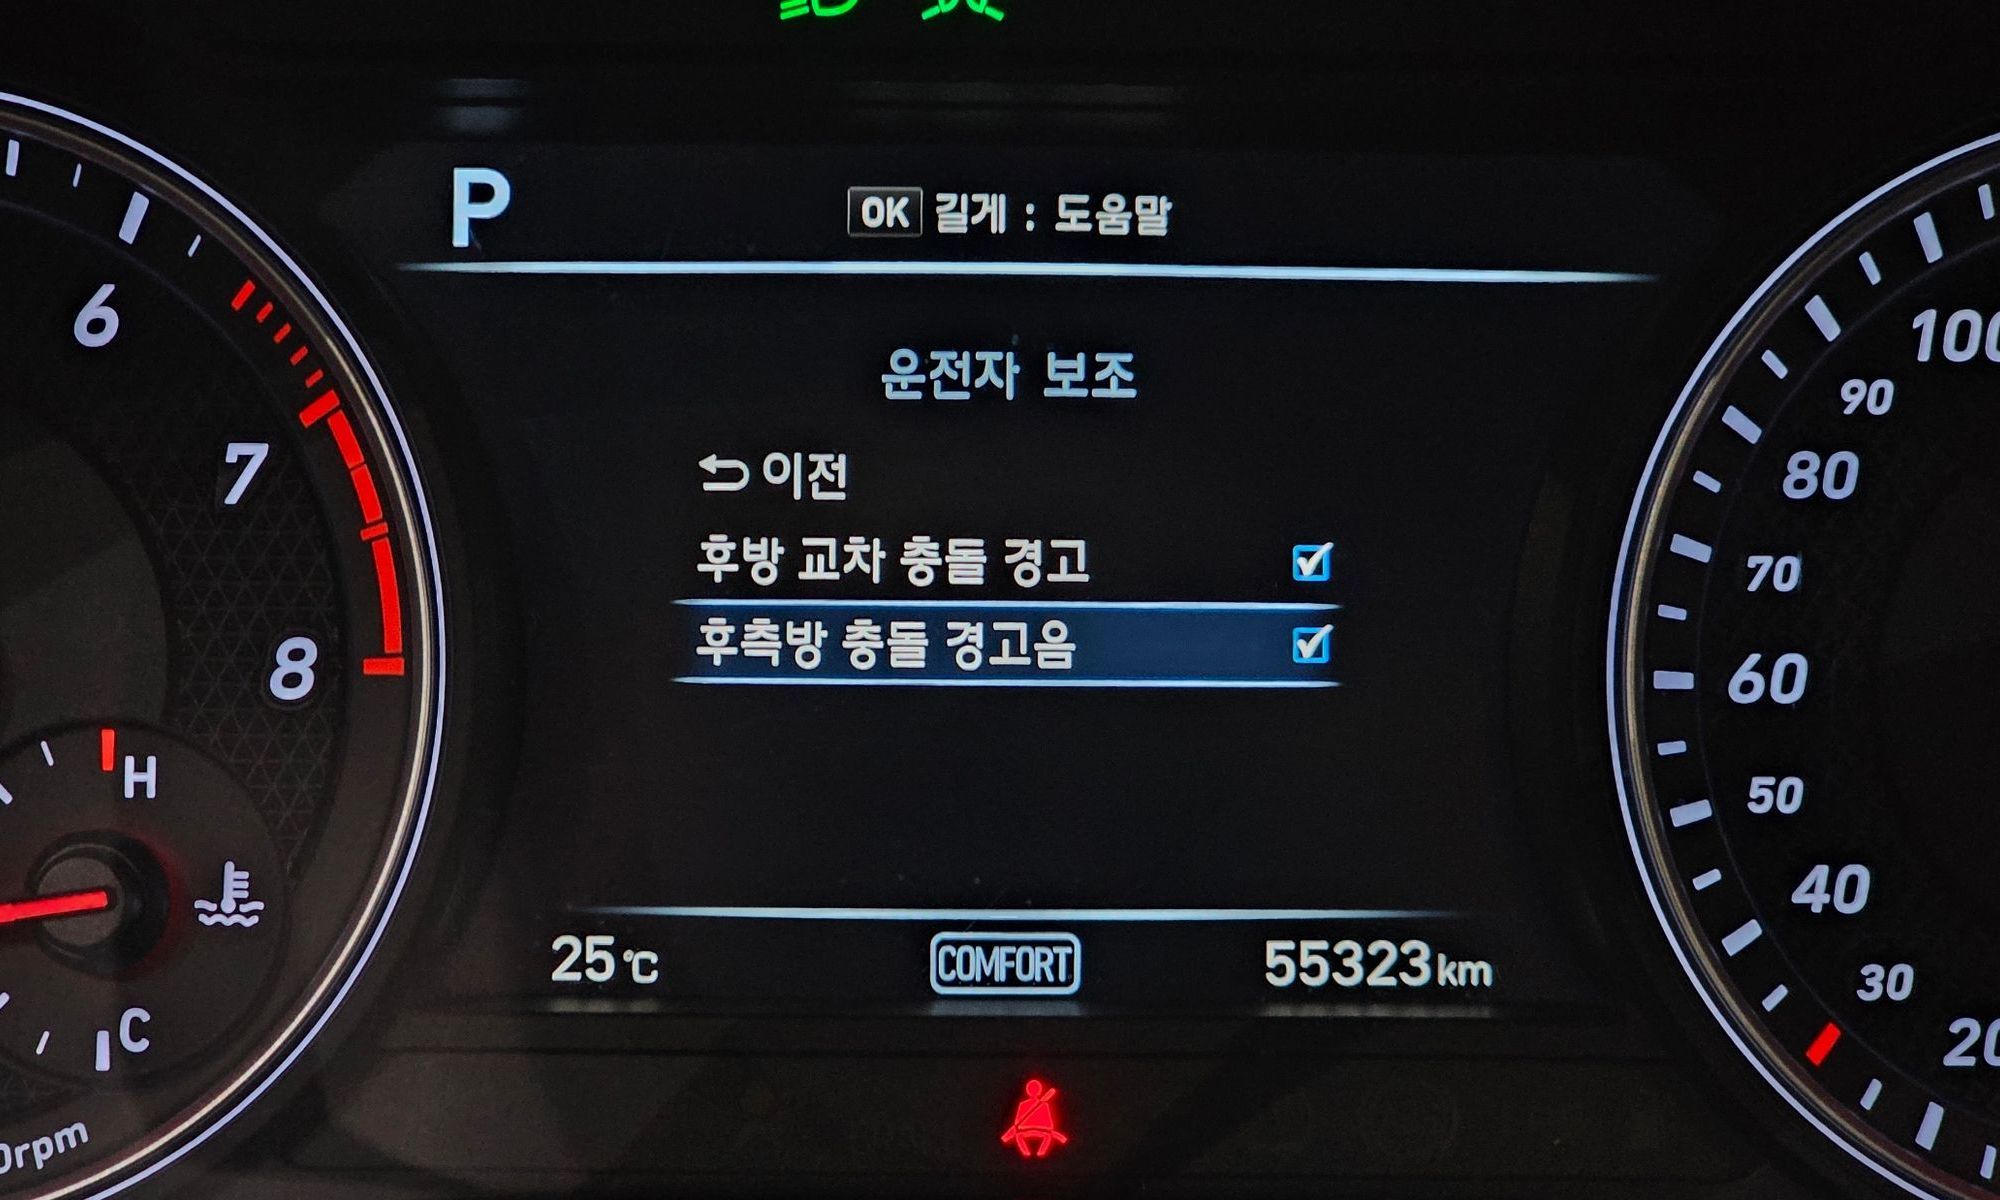 P
OK 길게 : 도움말
운전자 보조
이전
후방 교차 충돌 경고
후측방 충돌 경고음
25℃
COMFORT
55323km
6
7
8
H
C
rpm
100
90
80
70
60
50
40
30
20